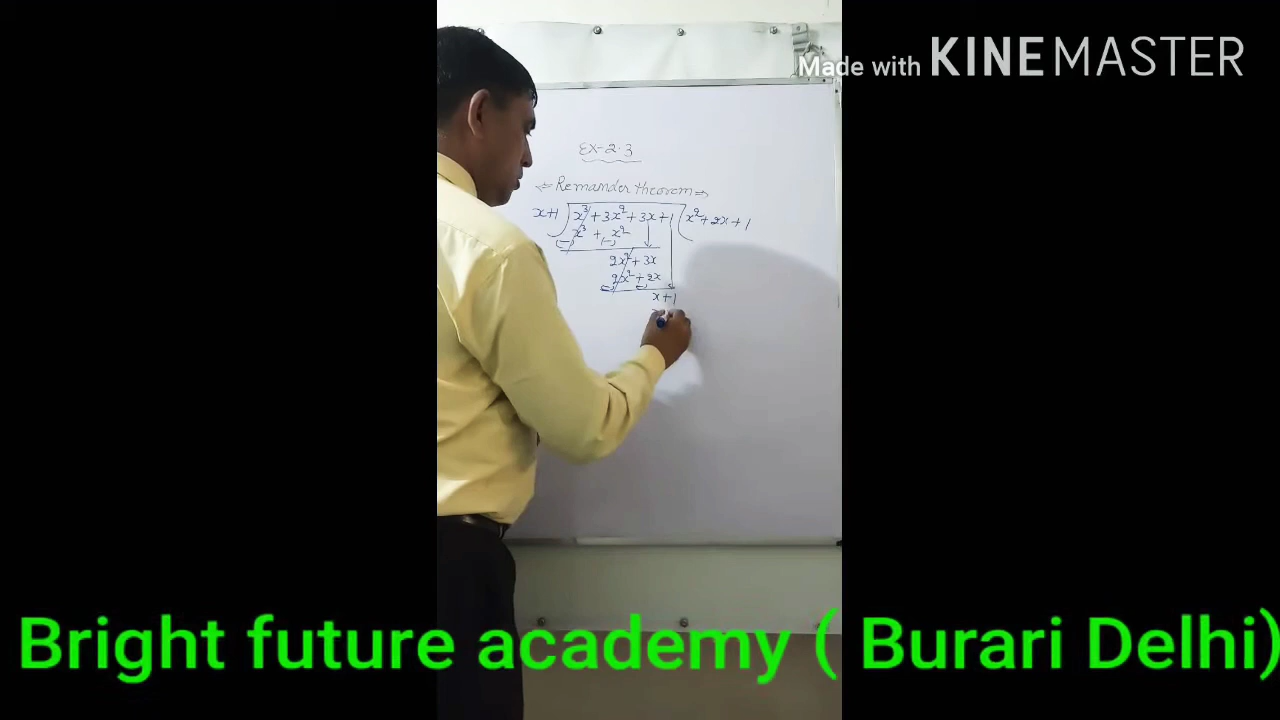 Made with KINEMASTER
Ex-2.3
Remander theorem
x+1 ) x³ + 3x² + 3x + 1 ( x² + 2x + 1
x³ + x²
(-) (-)
2x² + 3x
2x² + 2x
(-) (-)
x + 1
Bright future academy ( Burari Delhi)